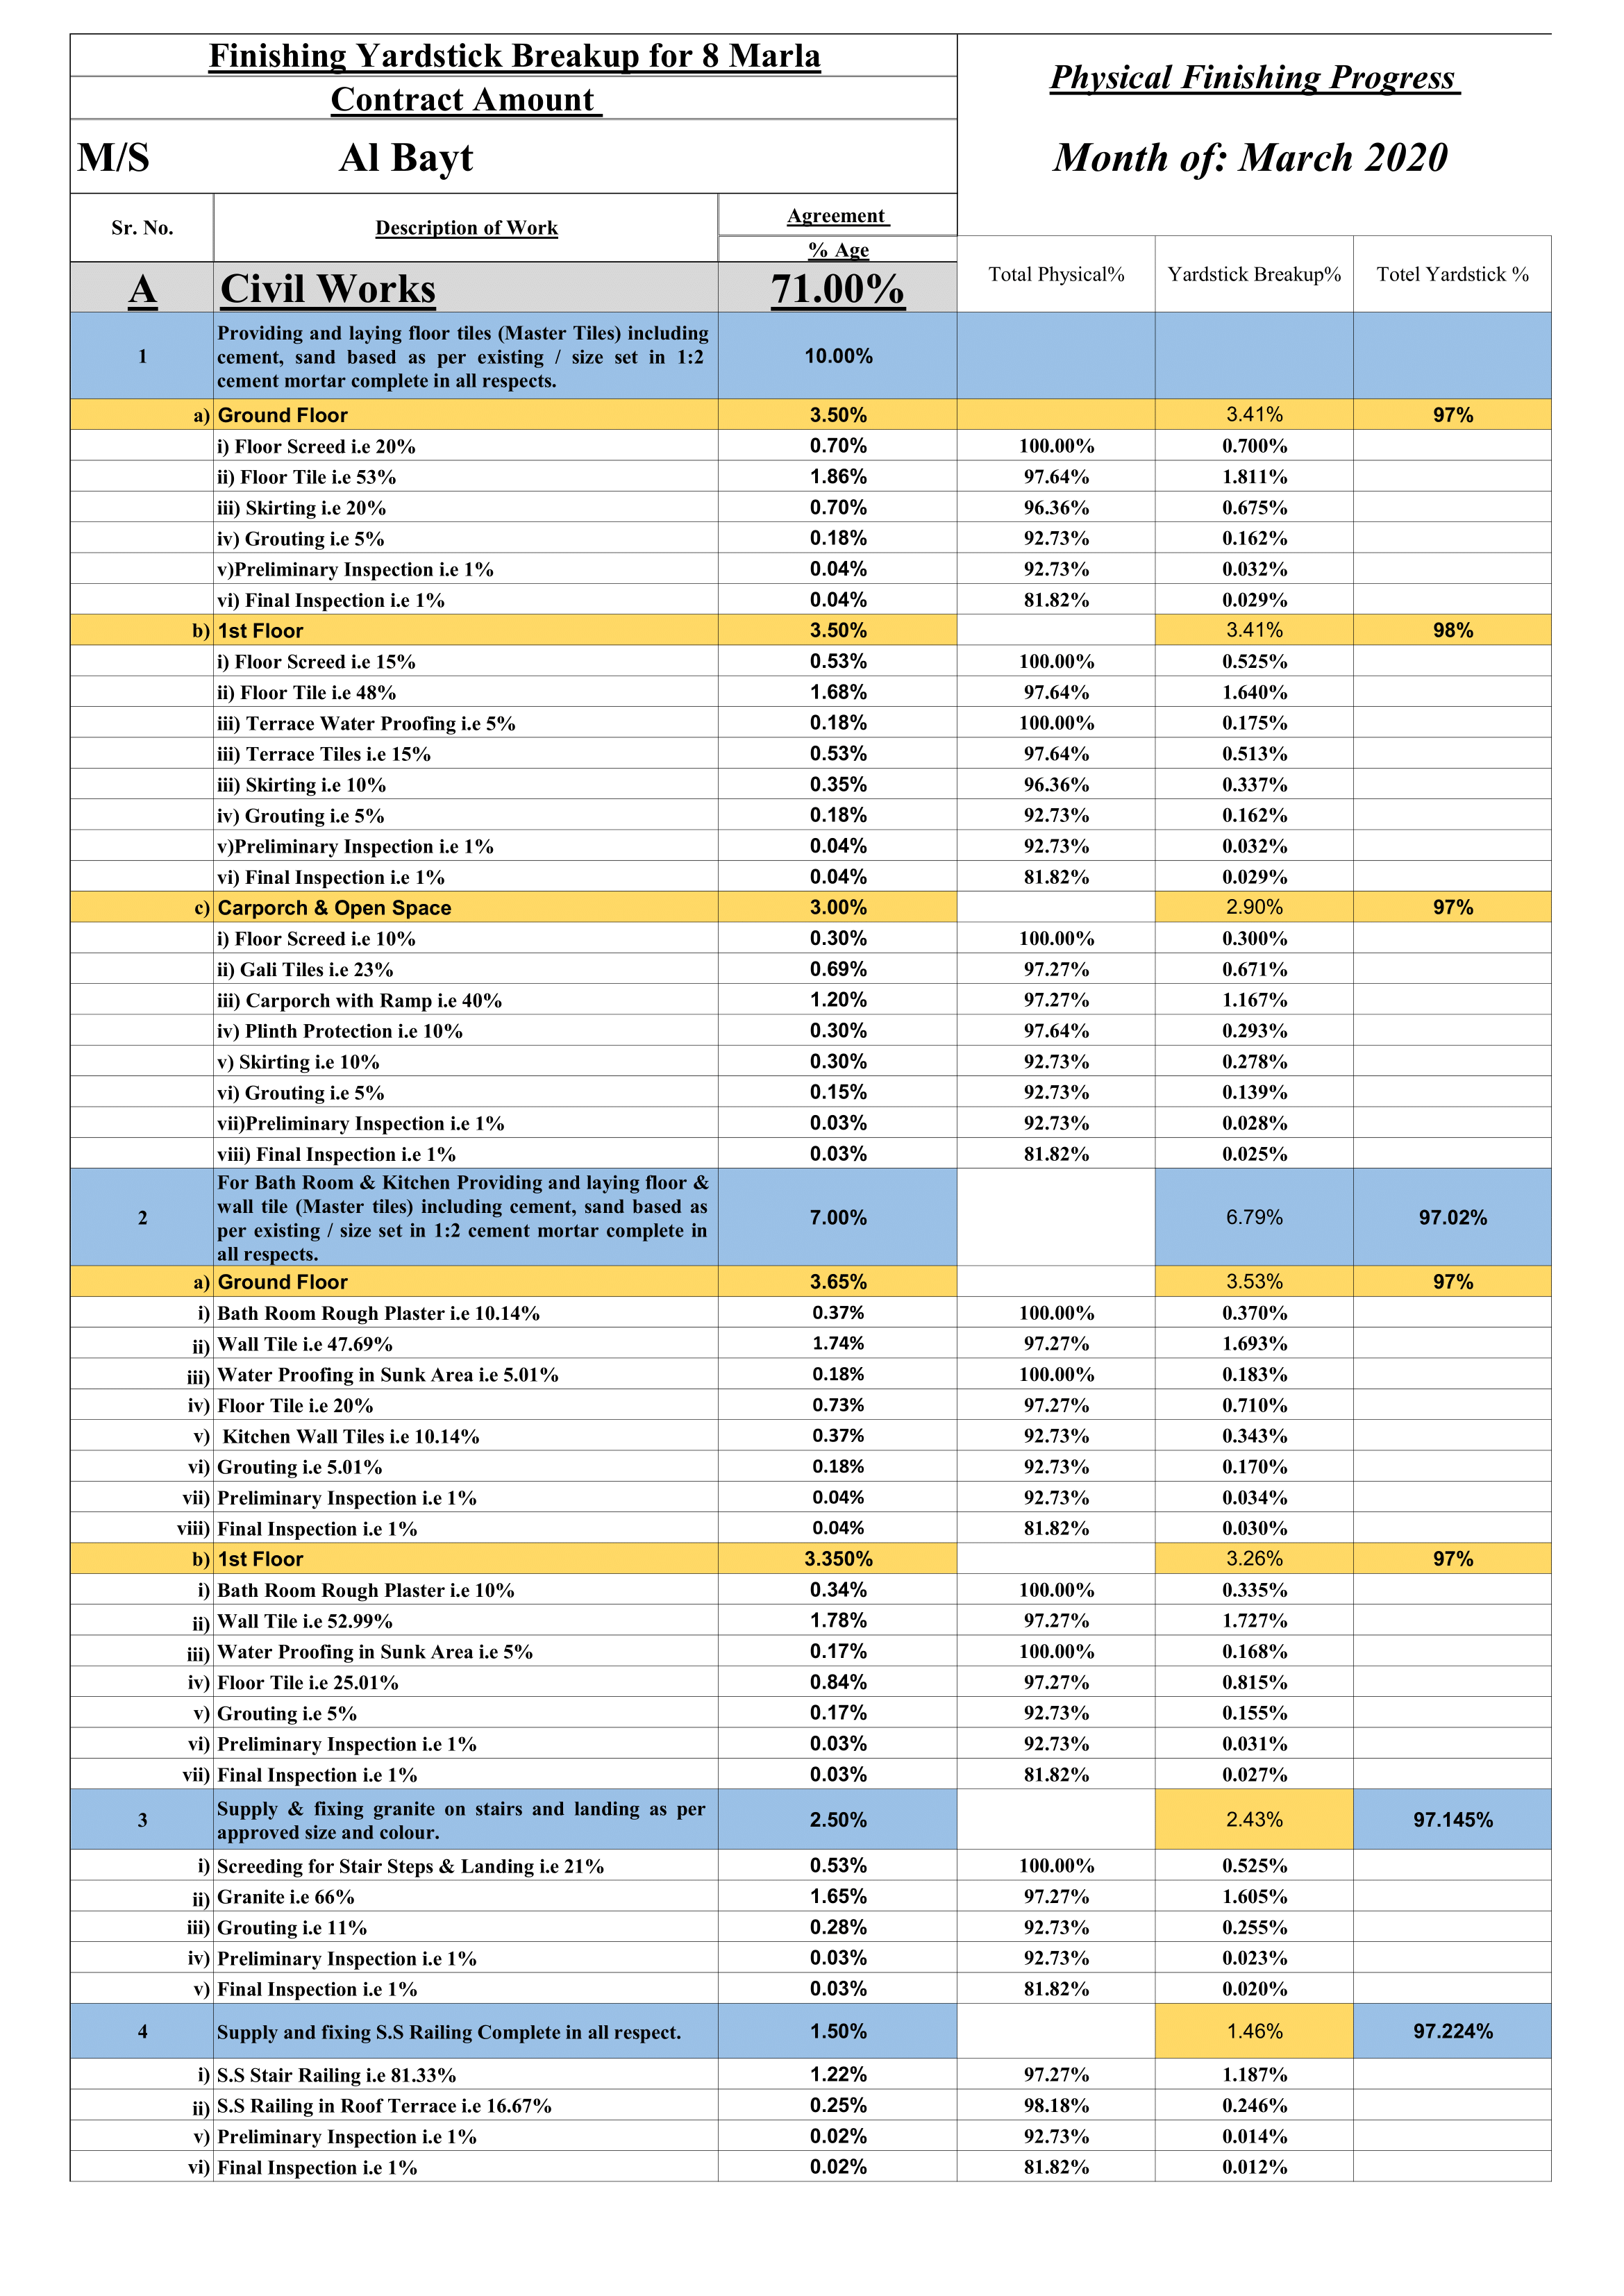 Finishing Yardstick Breakup for 8 Marla
Contract Amount
M/S Al Bayt
Physical Finishing Progress
Month of: March 2020
Sr. No. Description of Work Agreement
% Age
Total Physical% Yardstick Breakup% Totel Yardstick %
A Civil Works 71.00%
Providing and laying floor tiles (Master Tiles) including
1 cement, sand based as per existing / size set in 1:2 10.00%
cement mortar complete in all respects.
a) Ground Floor 3.50% 3.41% 97%
i) Floor Screed i.e 20% 0.70% 100.00% 0.700%
ii) Floor Tile i.e 53% 1.86% 97.64% 1.811%
iii) Skirting i.e 20% 0.70% 96.36% 0.675%
iv) Grouting i.e 5% 0.18% 92.73% 0.162%
v)Preliminary Inspection i.e 1% 0.04% 92.73% 0.032%
vi) Final Inspection i.e 1% 0.04% 81.82% 0.029%
b) 1st Floor 3.50% 3.41% 98%
i) Floor Screed i.e 15% 0.53% 100.00% 0.525%
ii) Floor Tile i.e 48% 1.68% 97.64% 1.640%
iii) Terrace Water Proofing i.e 5% 0.18% 100.00% 0.175%
iii) Terrace Tiles i.e 15% 0.53% 97.64% 0.513%
iii) Skirting i.e 10% 0.35% 96.36% 0.337%
iv) Grouting i.e 5% 0.18% 92.73% 0.162%
v)Preliminary Inspection i.e 1% 0.04% 92.73% 0.032%
vi) Final Inspection i.e 1% 0.04% 81.82% 0.029%
c) Carporch & Open Space 3.00% 2.90% 97%
i) Floor Screed i.e 10% 0.30% 100.00% 0.300%
ii) Gali Tiles i.e 23% 0.69% 97.27% 0.671%
iii) Carporch with Ramp i.e 40% 1.20% 97.27% 1.167%
iv) Plinth Protection i.e 10% 0.30% 97.64% 0.293%
v) Skirting i.e 10% 0.30% 92.73% 0.278%
vi) Grouting i.e 5% 0.15% 92.73% 0.139%
vii)Preliminary Inspection i.e 1% 0.03% 92.73% 0.028%
viii) Final Inspection i.e 1% 0.03% 81.82% 0.025%
For Bath Room & Kitchen Providing and laying floor &
2 wall tile (Master tiles) including cement, sand based as 7.00% 6.79% 97.02%
per existing / size set in 1:2 cement mortar complete in
all respects.
a) Ground Floor 3.65% 3.53% 97%
i) Bath Room Rough Plaster i.e 10.14% 0.37% 100.00% 0.370%
ii) Wall Tile i.e 47.69% 1.74% 97.27% 1.693%
iii) Water Proofing in Sunk Area i.e 5.01% 0.18% 100.00% 0.183%
iv) Floor Tile i.e 20% 0.73% 97.27% 0.710%
v) Kitchen Wall Tiles i.e 10.14% 0.37% 92.73% 0.343%
vi) Grouting i.e 5.01% 0.18% 92.73% 0.170%
vii) Preliminary Inspection i.e 1% 0.04% 92.73% 0.034%
viii) Final Inspection i.e 1% 0.04% 81.82% 0.030%
b) 1st Floor 3.350% 3.26% 97%
i) Bath Room Rough Plaster i.e 10% 0.34% 100.00% 0.335%
ii) Wall Tile i.e 52.99% 1.78% 97.27% 1.727%
iii) Water Proofing in Sunk Area i.e 5% 0.17% 100.00% 0.168%
iv) Floor Tile i.e 25.01% 0.84% 97.27% 0.815%
v) Grouting i.e 5% 0.17% 92.73% 0.155%
vi) Preliminary Inspection i.e 1% 0.03% 92.73% 0.031%
vii) Final Inspection i.e 1% 0.03% 81.82% 0.027%
3 Supply & fixing granite on stairs and landing as per 2.50% 2.43% 97.145%
approved size and colour.
i) Screeding for Stair Steps & Landing i.e 21% 0.53% 100.00% 0.525%
ii) Granite i.e 66% 1.65% 97.27% 1.605%
iii) Grouting i.e 11% 0.28% 92.73% 0.255%
iv) Preliminary Inspection i.e 1% 0.03% 92.73% 0.023%
v) Final Inspection i.e 1% 0.03% 81.82% 0.020%
4 Supply and fixing S.S Railing Complete in all respect. 1.50% 1.46% 97.224%
i) S.S Stair Railing i.e 81.33% 1.22% 97.27% 1.187%
ii) S.S Railing in Roof Terrace i.e 16.67% 0.25% 98.18% 0.246%
v) Preliminary Inspection i.e 1% 0.02% 92.73% 0.014%
vi) Final Inspection i.e 1% 0.02% 81.82% 0.012%